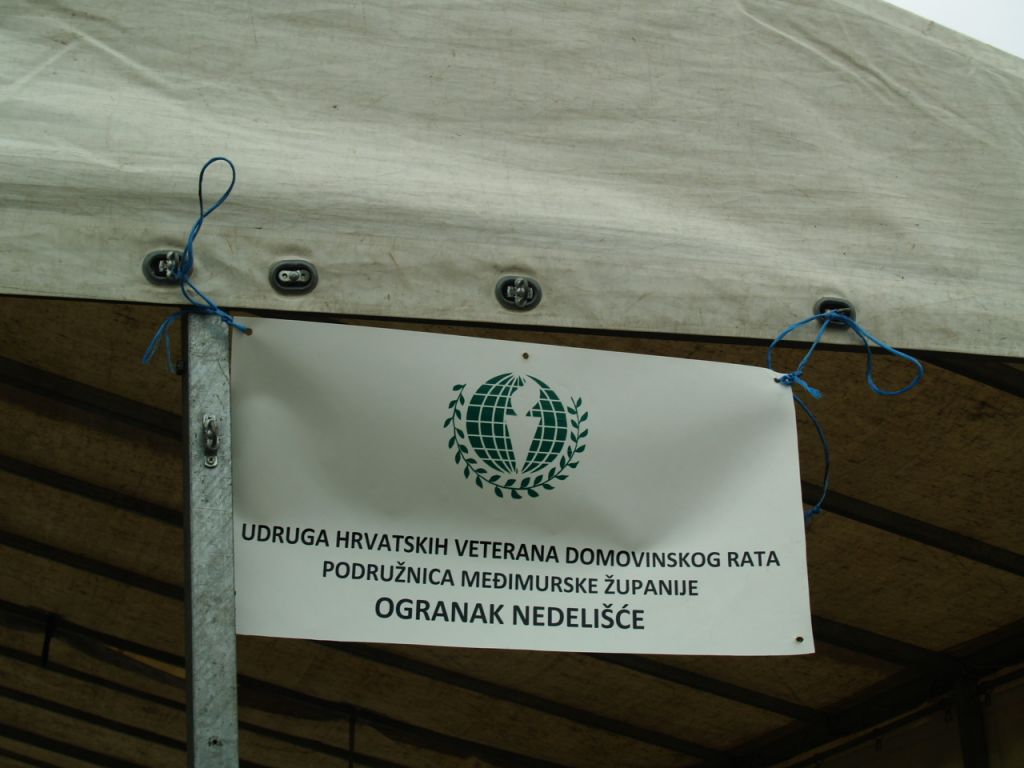 UDRUGA HRVATSKIH VETERANA DOMOVINSKOG RATA
PODRUŽNICA MEĐIMURSKE ŽUPANIJE
OGRANAK NEDELIŠĆE